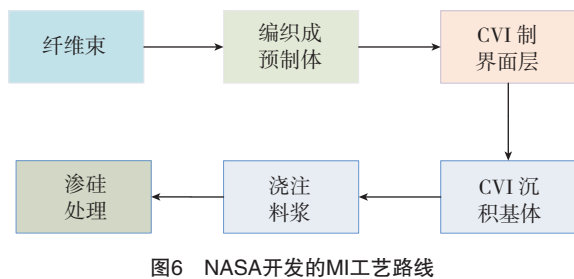 纤维束
编织成
预制体
CVI 制
界面层
CVI 沉
积基体
浇注
料浆
渗硅
处理
图6 NASA开发的MI工艺路线